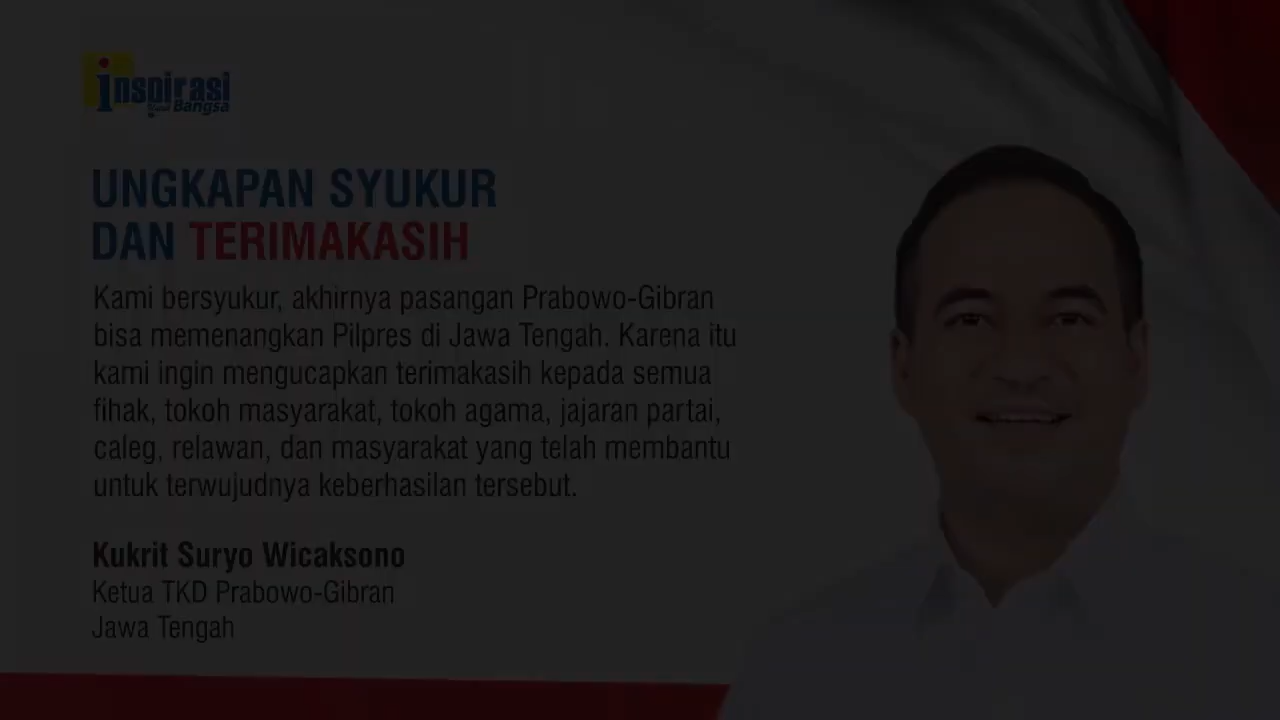 inspirasi
Bangsa
UNGKAPAN SYUKUR
DAN TERIMAKASIH
Kami bersyukur, akhirnya pasangan Prabowo-Gibran
bisa memenangkan Pilpres di Jawa Tengah. Karena itu
kami ingin mengucapkan terimakasih kepada semua
fihak, tokoh masyarakat, tokoh agama, jajaran partai,
caleg, relawan, dan masyarakat yang telah membantu
untuk terwujudnya keberhasilan tersebut.
Kukrit Suryo Wicaksono
Ketua TKD Prabowo-Gibran
Jawa Tengah